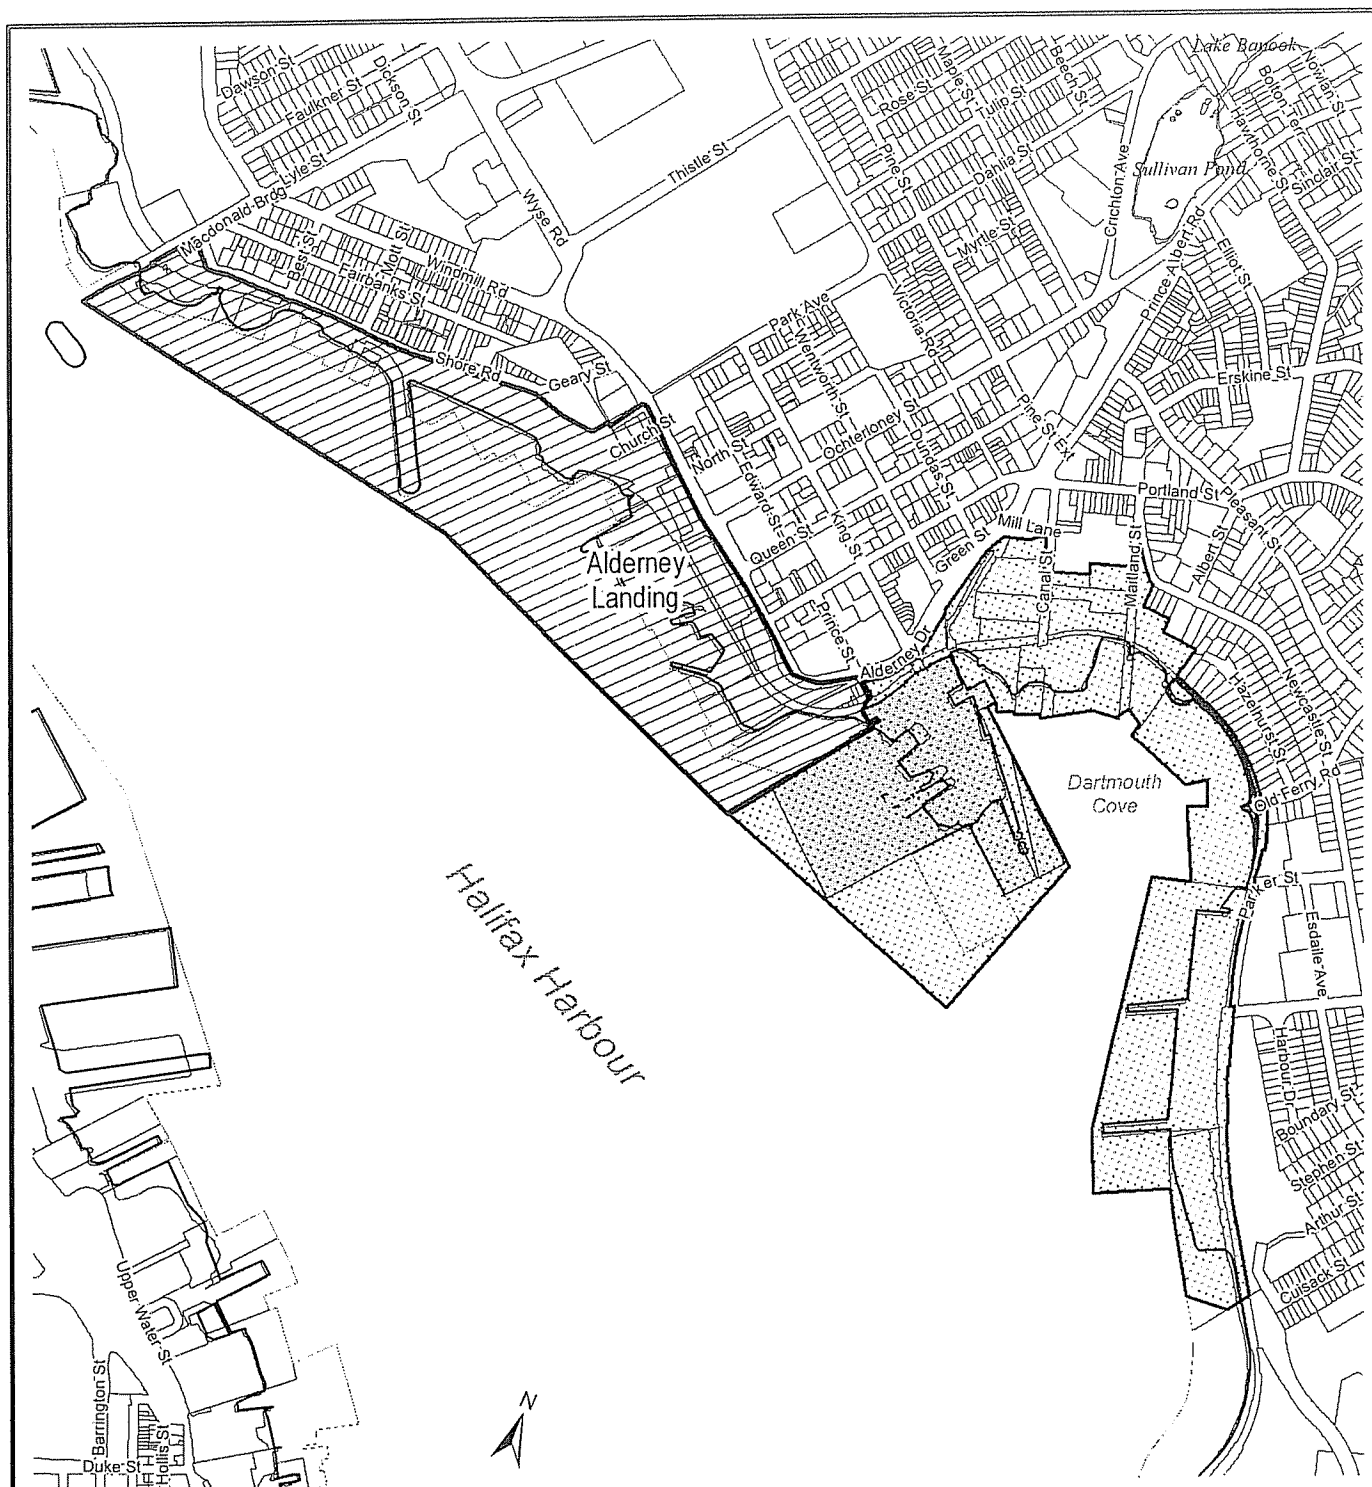 Lake Banook
Nowlan St
Bolton Terr
Hawthorne St
Sinclair St
Dawson St
Faulkner St
Dickson St
Lyle St
Macdonald Brdg
Maple St
Beech St
Rose St
Tulip St
Pine St
Dahlia St
Thistle St
Crichton Ave
Sullivan Pond
Prince Albert Rd
Wyse Rd
Myrtle St
Elliot St
Best St
Mott St
Windmill Rd
Fairbanks St
Park Ave
Victoria Rd
Wentworth St
Shore Rd
Geary St
Erskine St
Church St
North St
Edward St
Ochterloney St
Dundas St
Pine St Ext
Portland St
Pleasant St
Queen St
King St
Green St
Mill Lane
Canal St
Maitland St
Albert St
Alderney
Landing
Prince St
Alderney Dr
Hazelhurst St
Newcastle St
Old Ferry Rd
Dartmouth
Cove
Parker St
Esdaile Ave
Halifax Harbour
Harbour Dr
Boundary St
Stephen St
Arthur St
Cusack St
Upper Water St
Barrington St
Hollis St
Duke St
N